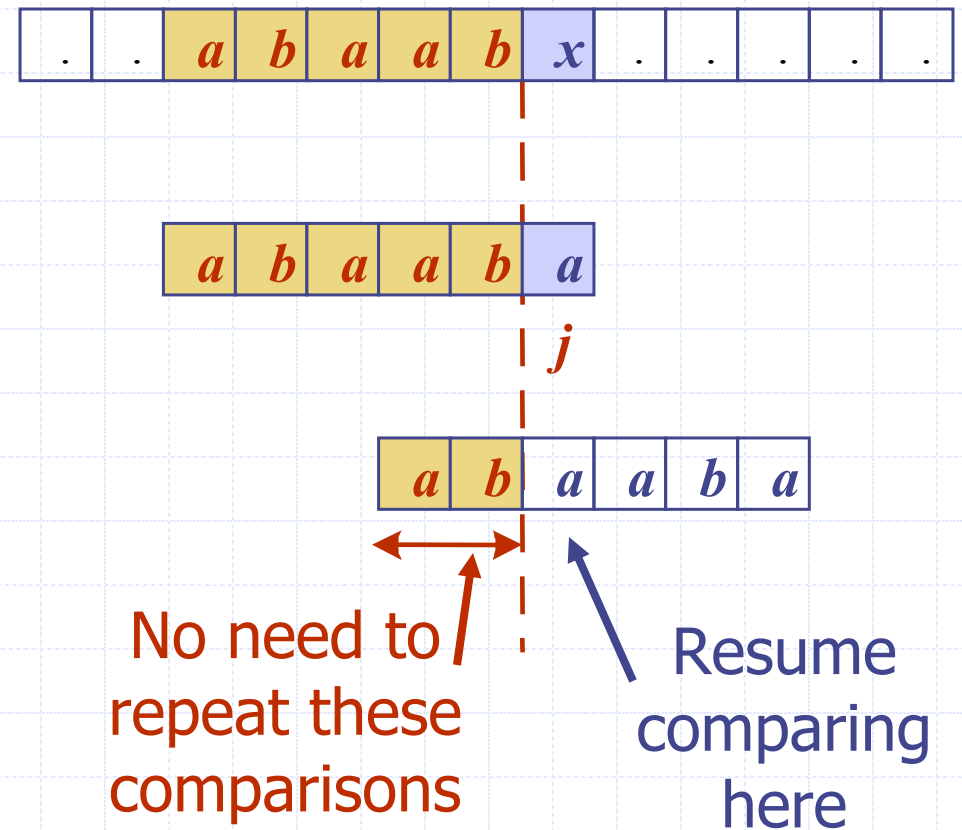 . . a b a a b x . . . . .
a b a a b a
j
a b a a b a
No need to
repeat these
comparisons
Resume
comparing
here